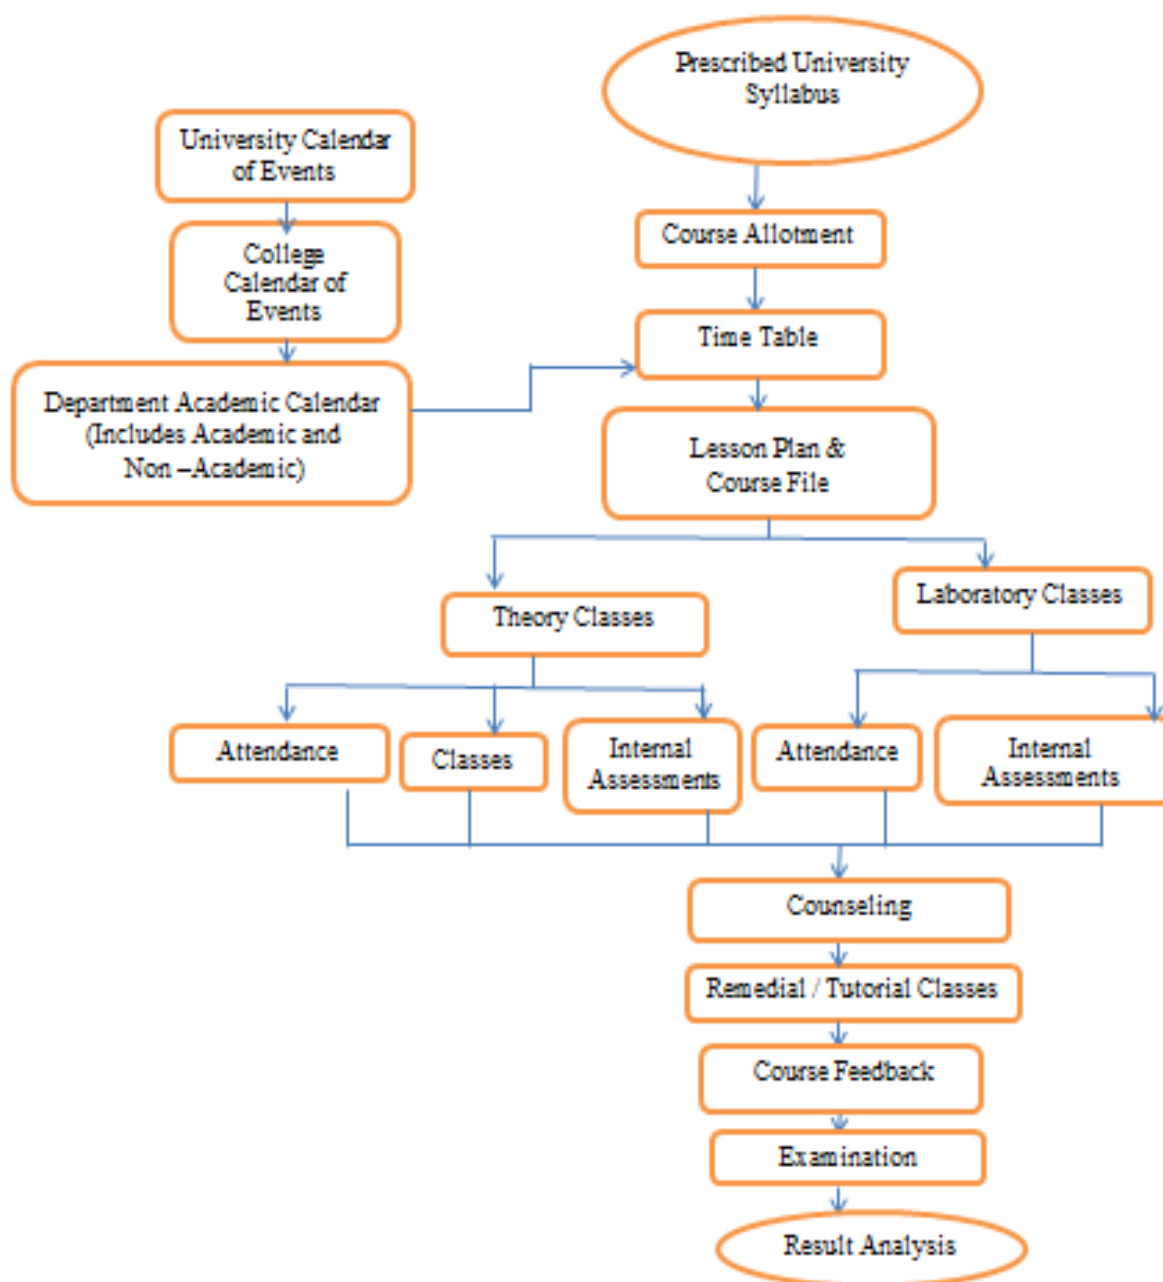 Prescribed University
Syllabus
University Calendar
of Events
Course Allotment
College
Calendar of
Events
Time Table
Department Academic Calendar
(Includes Academic and
Non –Academic)
Lesson Plan &
Course File
Theory Classes
Laboratory Classes
Attendance
Classes
Internal
Assessments
Attendance
Internal
Assessments
Counseling
Remedial / Tutorial Classes
Course Feedback
Examination
Result Analysis